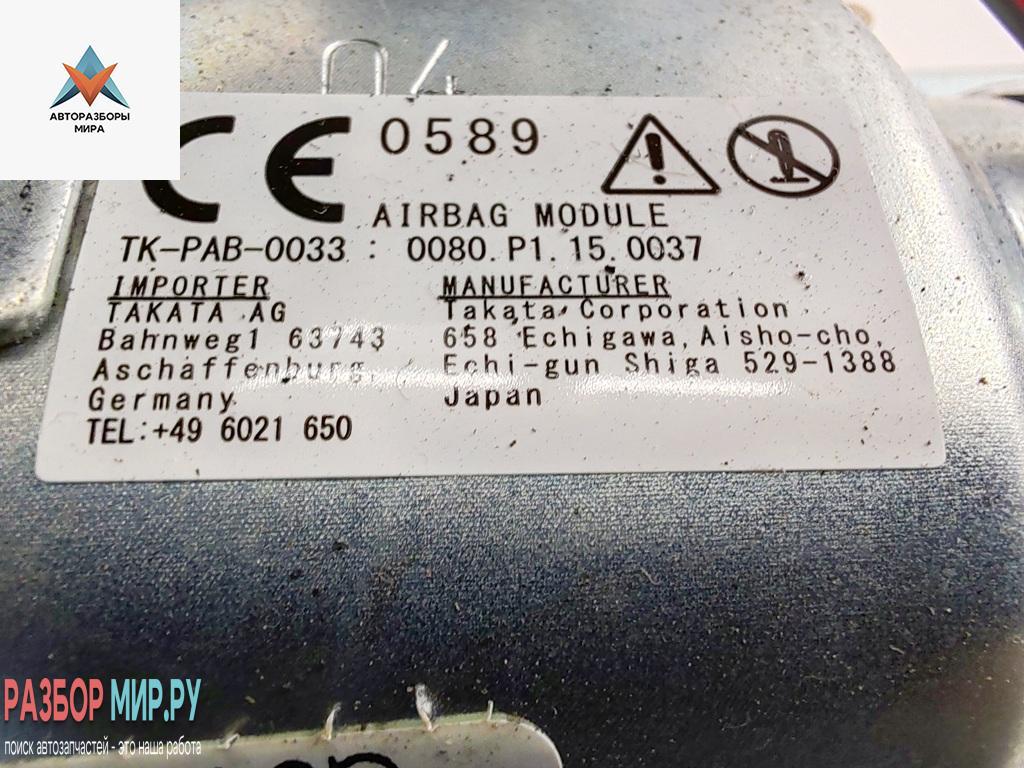 04
АВТОРАЗБОРЫ
МИРА
CE 0589
AIRBAG MODULE
TK-PAB-0033 : 0080.P1.15.0037
IMPORTER
TAKATA AG
Bahnweg1 63743
Aschaffenburg,
Germany
TEL:+49 6021 650
MANUFACTURER
Takata Corporation
658 Echigawa, Aisho-cho,
Echi-gun Shiga 529-1388
Japan
РАЗБОР МИР.РУ
поиск автозапчастей - это наша работа